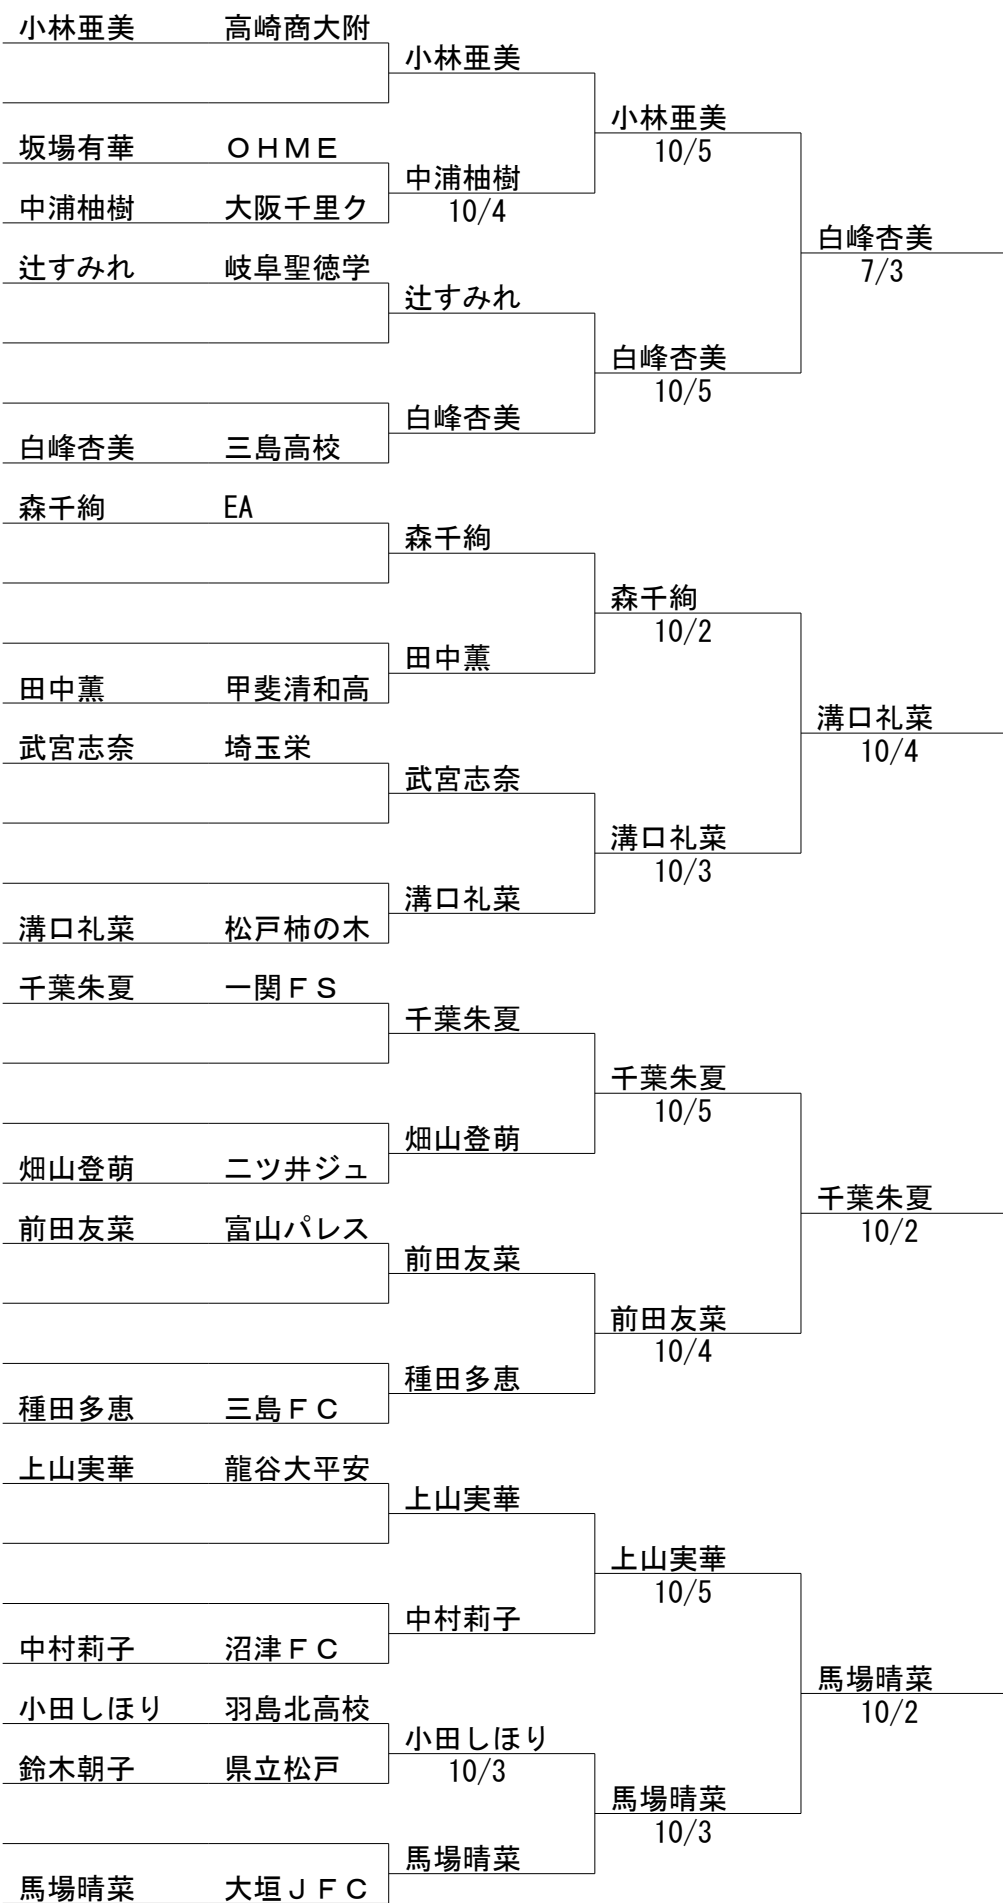 小林亜美 高崎商大附
小林亜美
小林亜美
10/5
坂場有華 ＯＨＭＥ
中浦柚樹
10/4
中浦柚樹 大阪千里ク
白峰杏美
7/3
辻すみれ 岐阜聖徳学
辻すみれ
白峰杏美
10/5
白峰杏美
白峰杏美 三島高校
森千絢 EA
森千絢
森千絢
10/2
田中薫
田中薫 甲斐清和高
溝口礼菜
10/4
武宮志奈 埼玉栄
武宮志奈
溝口礼菜
10/3
溝口礼菜
溝口礼菜 松戸柿の木
千葉朱夏 一関ＦＳ
千葉朱夏
千葉朱夏
10/5
畑山登萌
畑山登萌 二ツ井ジュ
千葉朱夏
10/2
前田友菜 富山パレス
前田友菜
前田友菜
10/4
種田多恵
種田多恵 三島ＦＣ
上山実華 龍谷大平安
上山実華
上山実華
10/5
中村莉子
中村莉子 沼津ＦＣ
馬場晴菜
10/2
小田しほり 羽島北高校
小田しほり
10/3
鈴木朝子 県立松戸
馬場晴菜
10/3
馬場晴菜
馬場晴菜 大垣ＪＦＣ